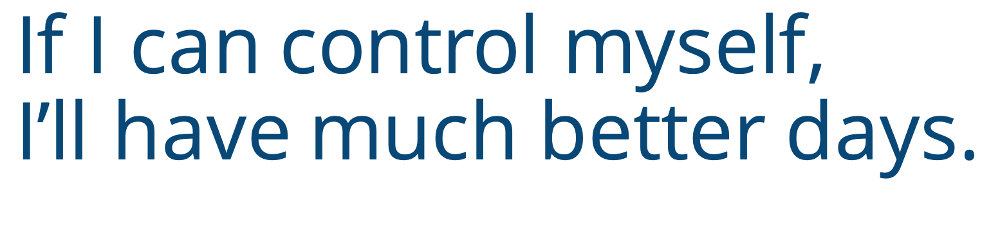 If I can control myself,
I’ll have much better days.